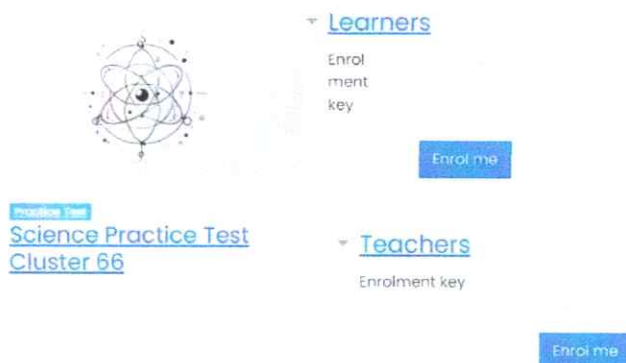 Learners
Enrol
ment
key
Enrol me
Practice Test
Science Practice Test
Cluster 66
Teachers
Enrolment key
Enrol me